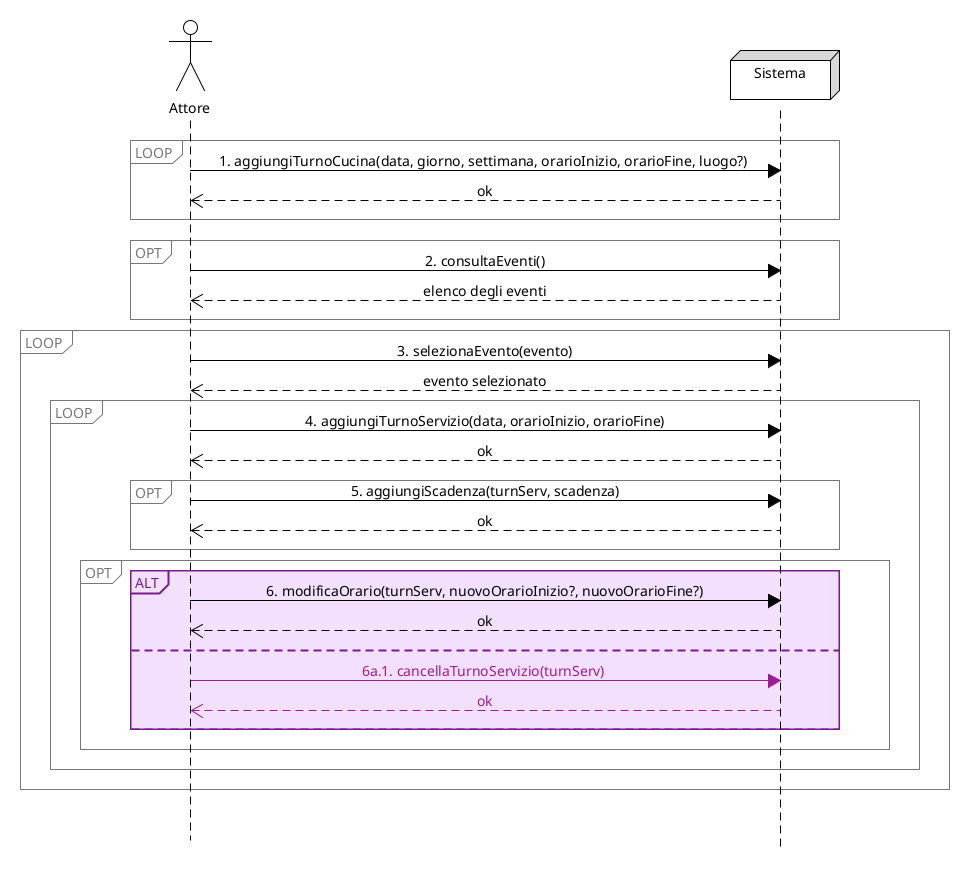 Sistema
Attore
LOOP
1. aggiungiTurnoCucina(data, giorno, settimana, orarioInizio, orarioFine, luogo?)
ok
OPT
2. consultaEventi()
elenco degli eventi
LOOP
3. selezionaEvento(evento)
evento selezionato
LOOP
4. aggiungiTurnoServizio(data, orarioInizio, orarioFine)
ok
OPT
5. aggiungiScadenza(turnServ, scadenza)
ok
OPT
ALT
6. modificaOrario(turnServ, nuovoOrarioInizio?, nuovoOrarioFine?)
ok
6a.1. cancellaTurnoServizio(turnServ)
ok